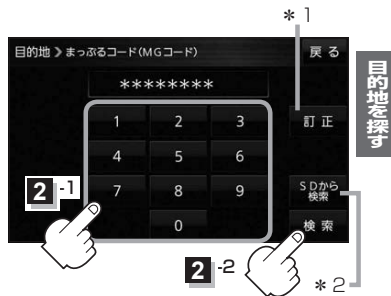 ＊1
目的地 》まっぷるコード(MGコード)
戻る
********
1 2 3
訂正
4 5 6
7 8 9
SDから
検索
0
検索
2 -1
2 -2
＊2
目的地を探す